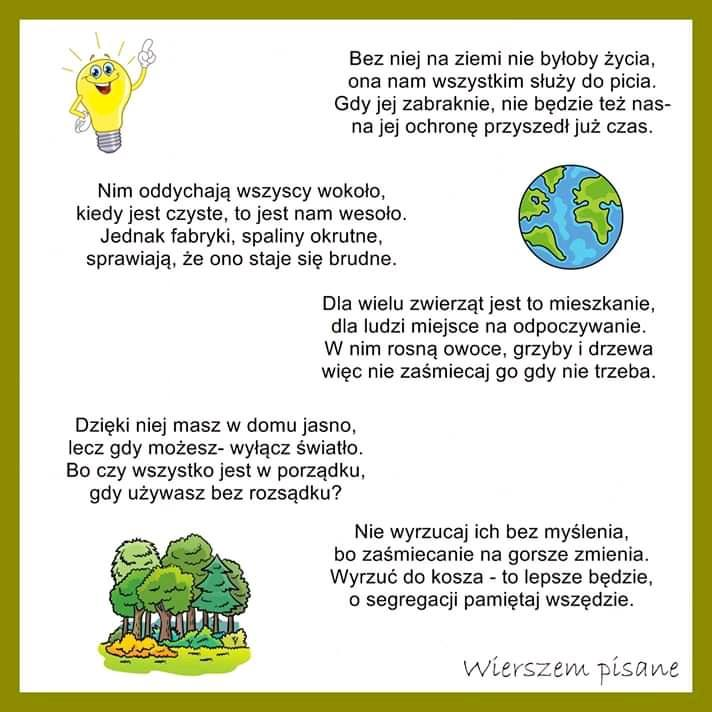 Bez niej na ziemi nie byłoby życia,
ona nam wszystkim służy do picia.
Gdy jej zabraknie, nie będzie też nas-
na jej ochronę przyszedł już czas.
Nim oddychają wszyscy wokoło,
kiedy jest czyste, to jest nam wesoło.
Jednak fabryki, spaliny okrutne,
sprawiają, że ono staje się brudne.
Dla wielu zwierząt jest to mieszkanie,
dla ludzi miejsce na odpoczywanie.
W nim rosną owoce, grzyby i drzewa
więc nie zaśmiecaj go gdy nie trzeba.
Dzięki niej masz w domu jasno,
lecz gdy możesz- wyłącz światło.
Bo czy wszystko jest w porządku,
gdy używasz bez rozsądku?
Nie wyrzucaj ich bez myślenia,
bo zaśmiecanie na gorsze zmienia.
Wyrzuć do kosza - to lepsze będzie,
o segregacji pamiętaj wszędzie.
Wierszem pisane